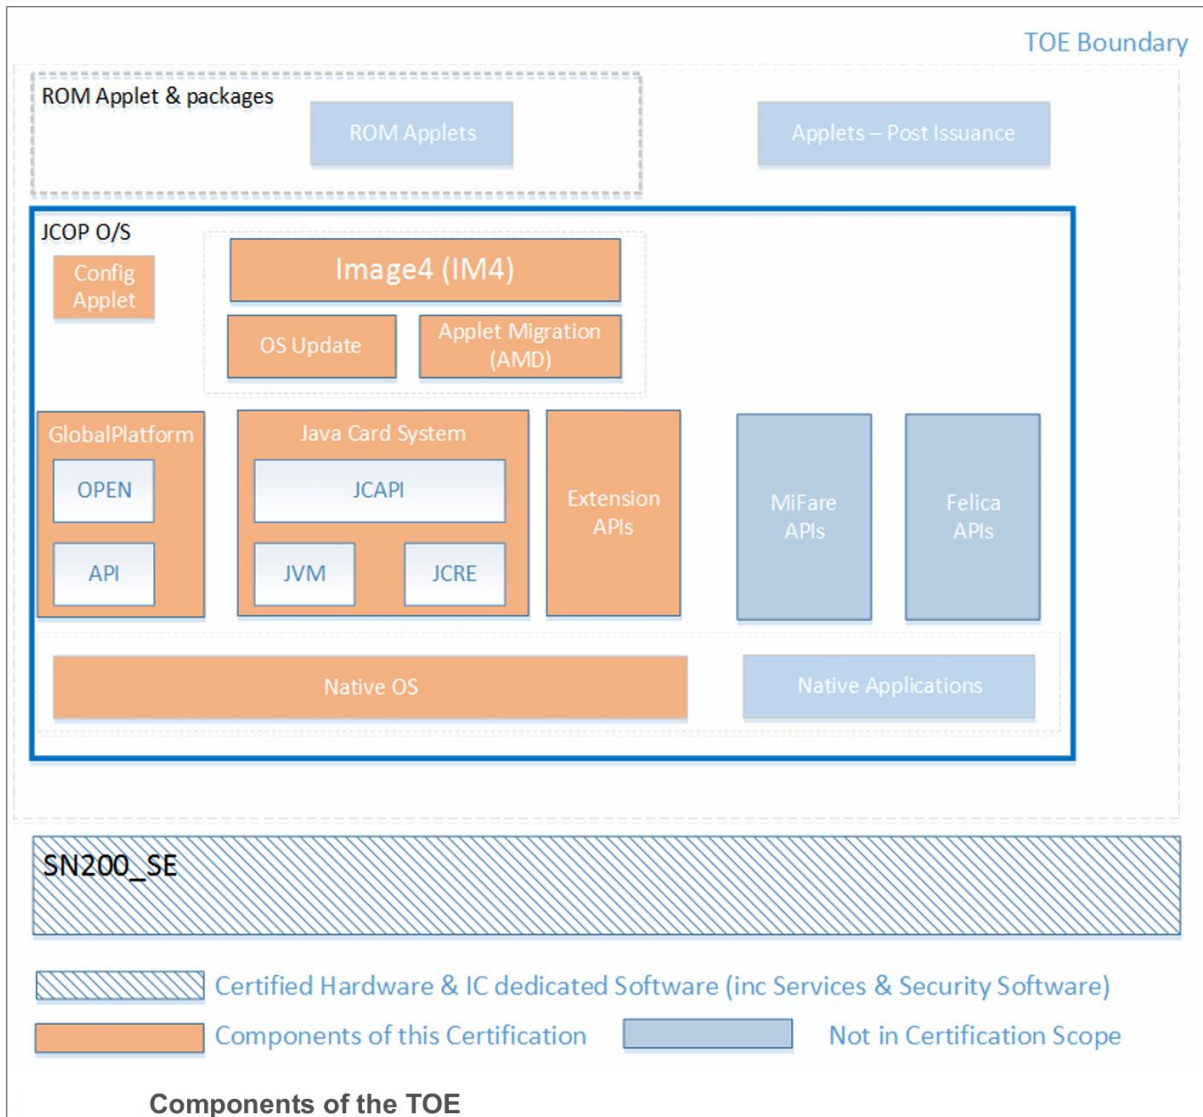 TOE Boundary
ROM Applet & packages
ROM Applets
Applets – Post Issuance
JCOP O/S
Config
Applet
Image4 (IM4)
OS Update
Applet Migration
(AMD)
GlobalPlatform
OPEN
API
Java Card System
JCAPI
JVM
JCRE
Extension
APIs
MiFare
APIs
Felica
APIs
Native OS
Native Applications
SN200_SE
Certified Hardware & IC dedicated Software (inc Services & Security Software)
Components of this Certification
Not in Certification Scope
Components of the TOE